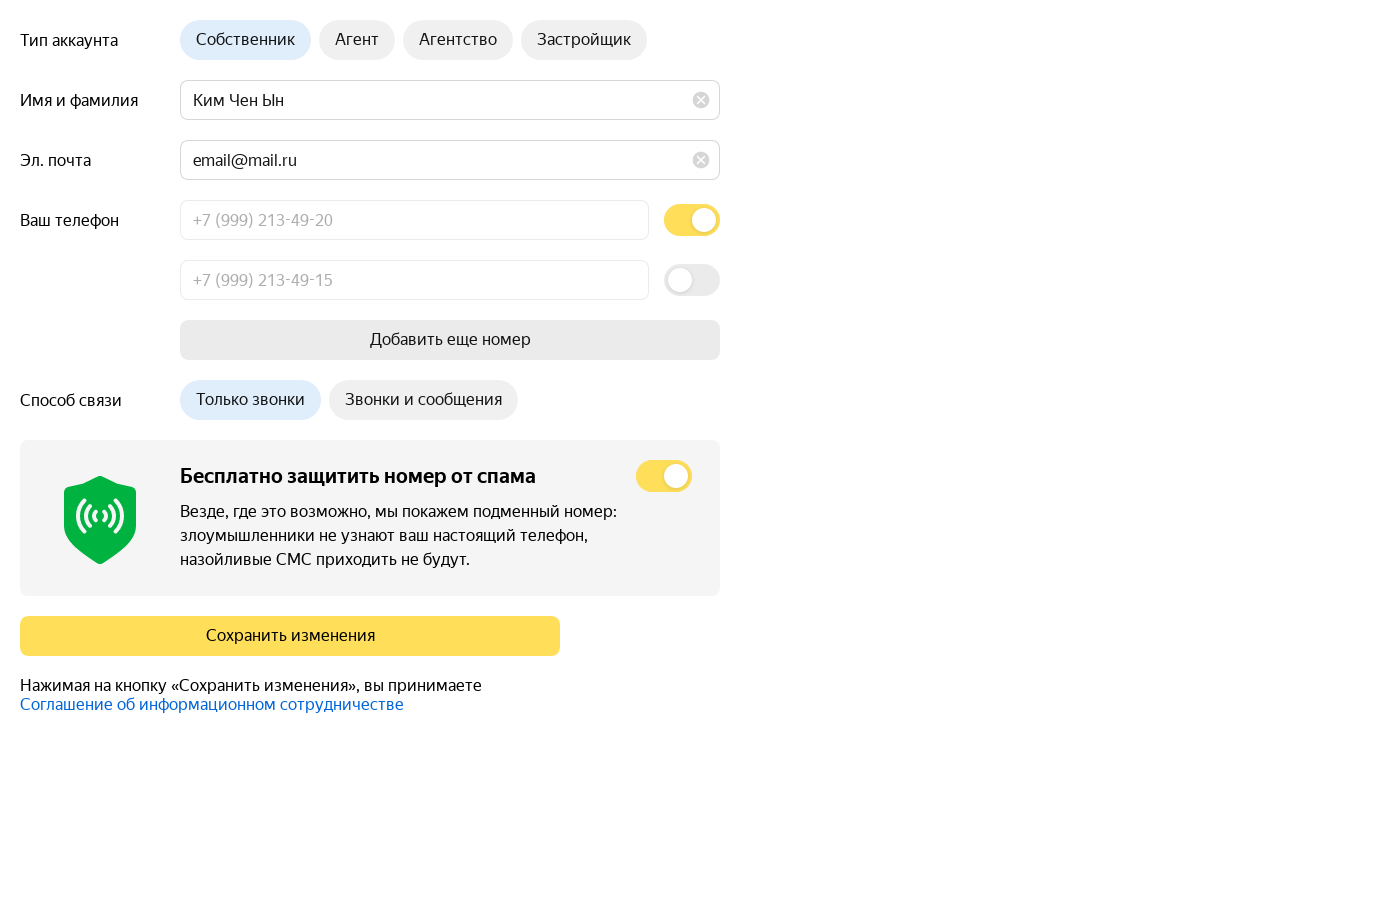 Тип аккаунта
Собственник Агент Агентство Застройщик
Имя и фамилия
Ким Чен Ын
Эл. почта
email@mail.ru
Ваш телефон
+7 (999) 213-49-20
+7 (999) 213-49-15
Добавить еще номер
Способ связи
Только звонки Звонки и сообщения
Бесплатно защитить номер от спама
Везде, где это возможно, мы покажем подменный номер:
злоумышленники не узнают ваш настоящий телефон,
назойливые СМС приходить не будут.
Сохранить изменения
Нажимая на кнопку «Сохранить изменения», вы принимаете
Соглашение об информационном сотрудничестве